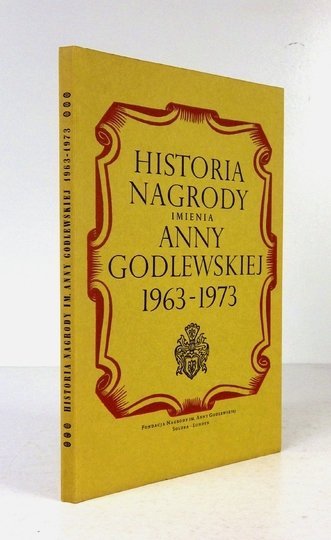 HISTORIA
NAGRODY
IMIENIA
ANNY
GODLEWSKIEJ
1963-1973
FUNDACJA NAGRODY IM. ANNY GODLEWSKIEJ
SOLURA - LONDYN
HISTORIA NAGRODY IM. ANNY GODLEWSKIEJ 1963-1973